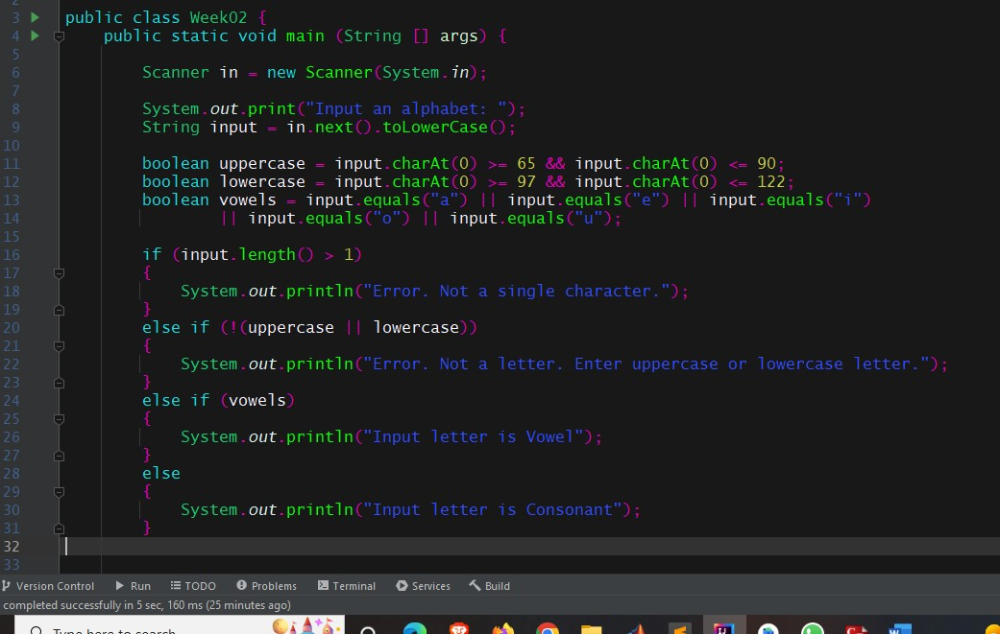 2
3 public class Week02 {
4 public static void main (String [] args) {
5
6 Scanner in = new Scanner(System.in);
7
8 System.out.print("Input an alphabet: ");
9 String input = in.next().toLowerCase();
10
11 boolean uppercase = input.charAt(0) >= 65 && input.charAt(0) <= 90;
12 boolean lowercase = input.charAt(0) >= 97 && input.charAt(0) <= 122;
13 boolean vowels = input.equals("a") || input.equals("e") || input.equals("i")
14 || input.equals("o") || input.equals("u");
15
16 if (input.length() > 1)
17 {
18 System.out.println("Error. Not a single character.");
19 }
20 else if (!(uppercase || lowercase))
21 {
22 System.out.println("Error. Not a letter. Enter uppercase or lowercase letter.");
23 }
24 else if (vowels)
25 {
26 System.out.println("Input letter is Vowel");
27 }
28 else
29 {
30 System.out.println("Input letter is Consonant");
31 }
32
33
Version Control Run TODO Problems Terminal Services Build
completed successfully in 5 sec, 160 ms (25 minutes ago)
Type here to search